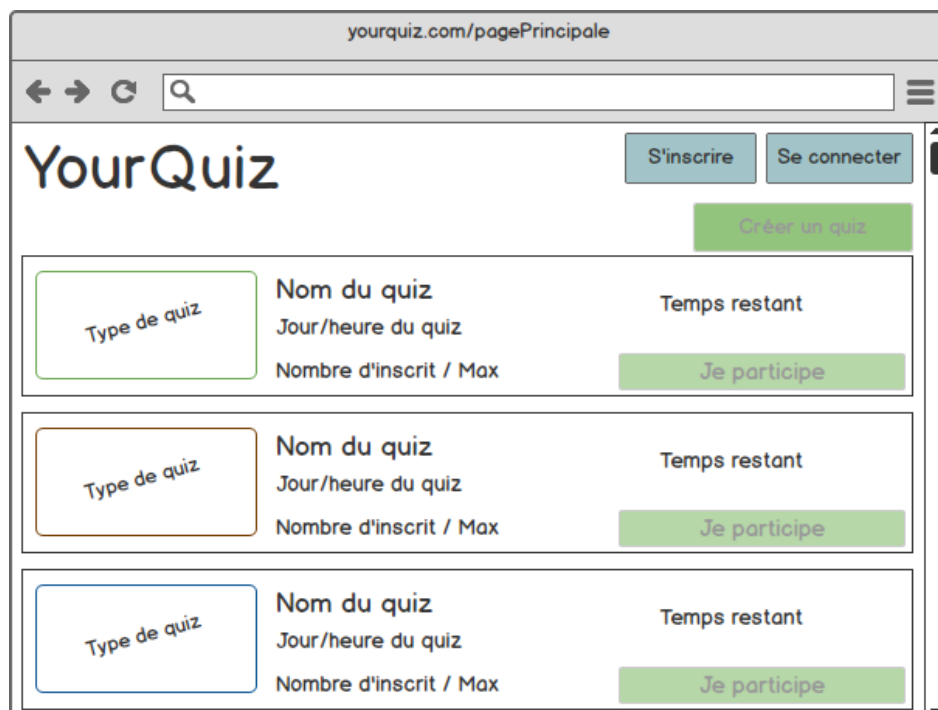 yourquiz.com/pagePrincipale
YourQuiz
S'inscrire
Se connecter
Créer un quiz
Type de quiz
Nom du quiz
Jour/heure du quiz
Nombre d'inscrit / Max
Temps restant
Je participe
Type de quiz
Nom du quiz
Jour/heure du quiz
Nombre d'inscrit / Max
Temps restant
Je participe
Type de quiz
Nom du quiz
Jour/heure du quiz
Nombre d'inscrit / Max
Temps restant
Je participe